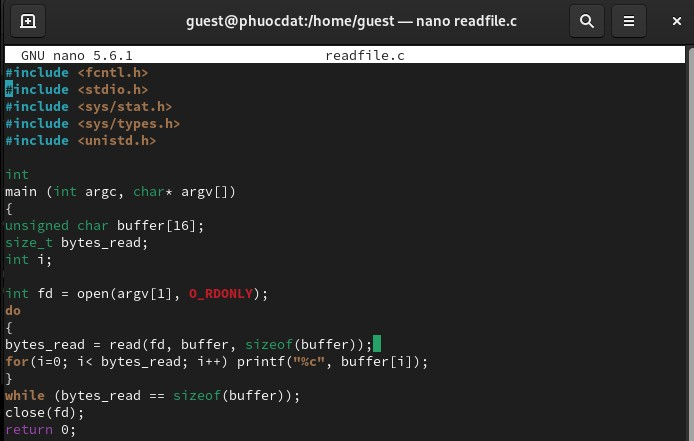 guest@phuocdat:/home/guest — nano readfile.c
GNU nano 5.6.1 readfile.c
#include <fcntl.h>
#include <stdio.h>
#include <sys/stat.h>
#include <sys/types.h>
#include <unistd.h>
int
main (int argc, char* argv[])
{
unsigned char buffer[16];
size_t bytes_read;
int i;
int fd = open(argv[1], O_RDONLY);
do
{
bytes_read = read(fd, buffer, sizeof(buffer));
for(i=0; i< bytes_read; i++) printf("%c", buffer[i]);
}
while (bytes_read == sizeof(buffer));
close(fd);
return 0;